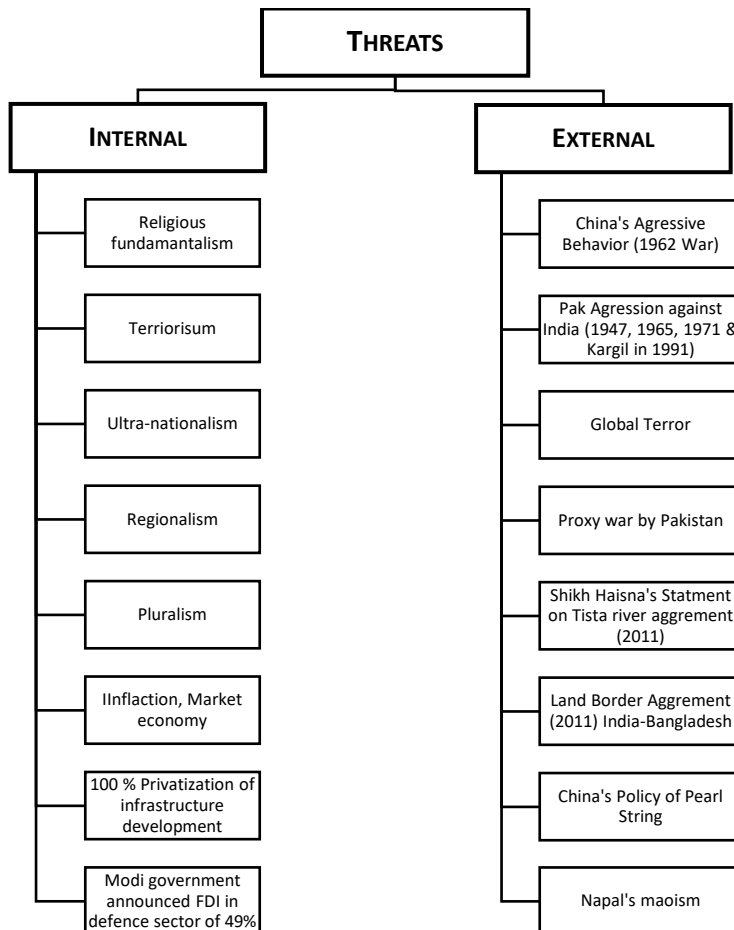 THREATS
INTERNAL
Religious
fundamantalism
Terriorisum
Ultra-nationalism
Regionalism
Pluralism
IInflaction, Market
economy
100 % Privatization of
infrastructure
development
Modi government
announced FDI in
defence sector of 49%
EXTERNAL
China's Agressive
Behavior (1962 War)
Pak Agression against
India (1947, 1965, 1971 &
Kargil in 1991)
Global Terror
Proxy war by Pakistan
Shikh Haisna's Statment
on Tista river aggrement
(2011)
Land Border Aggrement
(2011) India-Bangladesh
China's Policy of Pearl
String
Napal's maoism